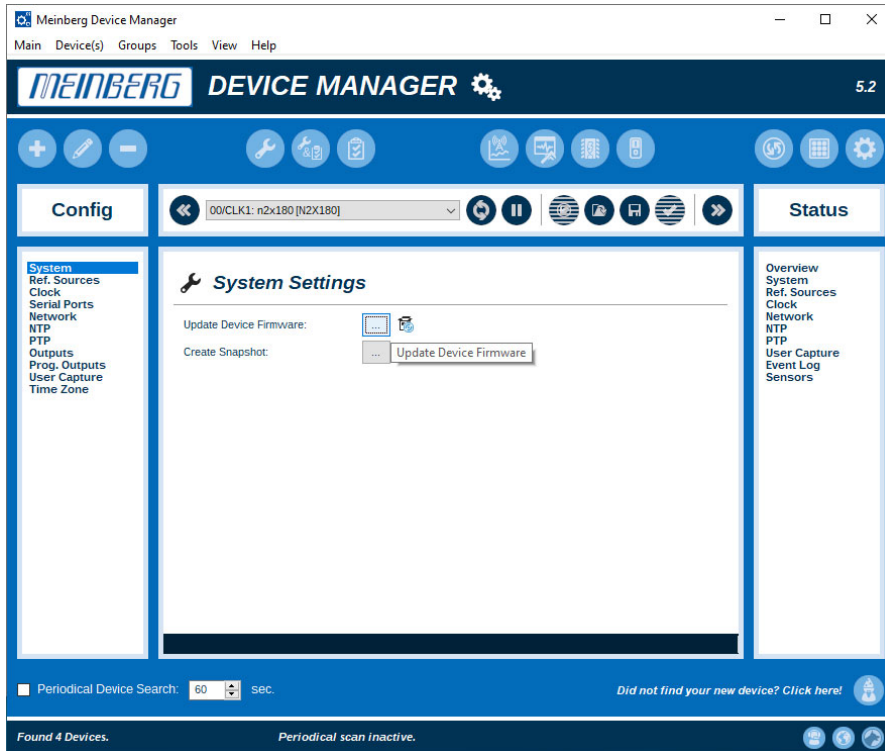 Meinberg Device Manager
Main Device(s) Groups Tools View Help
MEINBERG DEVICE MANAGER 5.2
Config
00/CLK1: n2x180 [N2X180]
Status
System
Ref. Sources
Clock
Serial Ports
Network
NTP
PTP
Outputs
Prog. Outputs
User Capture
Time Zone
System Settings
Update Device Firmware: ...
Create Snapshot: ... Update Device Firmware
Overview
System
Ref. Sources
Clock
Network
NTP
PTP
User Capture
Event Log
Sensors
Periodical Device Search: 60 sec.
Did not find your new device? Click here!
Found 4 Devices. Periodical scan inactive.